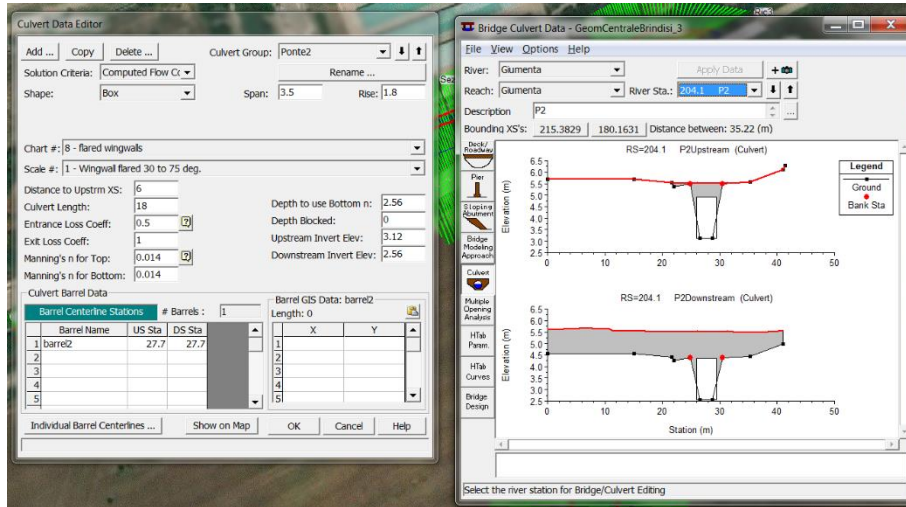 Culvert Data Editor
Add ... Copy Delete ... Culvert Group: Ponte2
Solution Criteria: Computed Flow Cc Rename ...
Shape: Box Span: 3.5 Rise: 1.8
Chart #: 8 - flared wingwalls
Scale #: 1 - Wingwall flared 30 to 75 deg.
Distance to Upstrm XS: 6
Culvert Length: 18 Depth to use Bottom n: 2.56
Entrance Loss Coeff: 0.5 Depth Blocked: 0
Exit Loss Coeff: 1 Upstream Invert Elev: 3.12
Manning's n for Top: 0.014 Downstream Invert Elev: 2.56
Manning's n for Bottom: 0.014
Culvert Barrel Data
Barrel Centerline Stations # Barrels : 1
Barrel Name US Sta DS Sta
1 barrel2 27.7 27.7
2
3
4
5
Barrel GIS Data: barrel2
Length: 0
X Y
1
2
3
4
5
Individual Barrel Centerlines ... Show on Map OK Cancel Help
Bridge Culvert Data - GeomCentraleBrindisi_3
File View Options Help
River: Giumenta Apply Data
Reach: Giumenta River Sta.: 204.1 P2
Description P2 ...
Bounding XS's: 215.3829 180.1631 Distance between: 35.22 (m)
Deck/
Roadway
Pier
Sloping
Abutment
Bridge
Modeling
Approach
Culvert
Multiple
Opening
Analysis
HTab
Param.
HTab
Curves
Bridge
Design
RS=204.1 P2Upstream (Culvert)
Elevation (m)
6.5
6.0
5.5
5.0
4.5
4.0
3.5
3.0
2.5
0 10 20 30 40 50
Legend
Ground
Bank Sta
RS=204.1 P2Downstream (Culvert)
Elevation (m)
6.5
6.0
5.5
5.0
4.5
4.0
3.5
3.0
2.5
0 10 20 30 40 50
Station (m)
Select the river station for Bridge/Culvert Editing